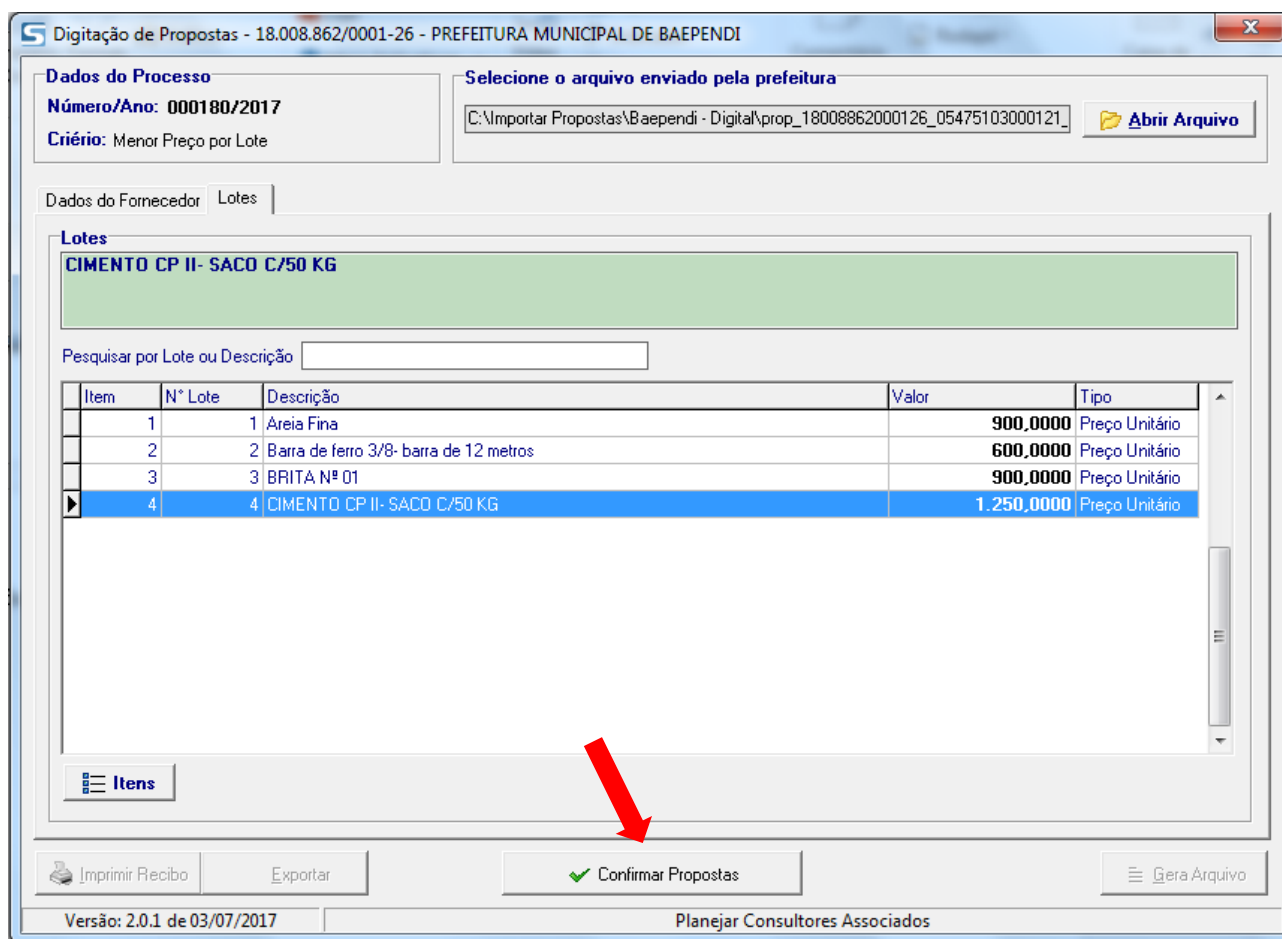 Digitação de Propostas - 18.008.862/0001-26 - PREFEITURA MUNICIPAL DE BAEPENDI
Dados do Processo
Número/Ano: 000180/2017
Criério: Menor Preço por Lote
Selecione o arquivo enviado pela prefeitura
C:\Importar Propostas\Baependi - Digital\prop_18008862000126_05475103000121_
Abrir Arquivo
Dados do Fornecedor Lotes
Lotes
CIMENTO CP II- SACO C/50 KG
Pesquisar por Lote ou Descrição
Item N° Lote Descrição Valor Tipo
1 1 Areia Fina 900,0000 Preço Unitário
2 2 Barra de ferro 3/8- barra de 12 metros 600,0000 Preço Unitário
3 3 BRITA Nº 01 900,0000 Preço Unitário
4 4 CIMENTO CP II- SACO C/50 KG 1.250,0000 Preço Unitário
Itens
Imprimir Recibo Exportar Confirmar Propostas Gera Arquivo
Versão: 2.0.1 de 03/07/2017 Planejar Consultores Associados